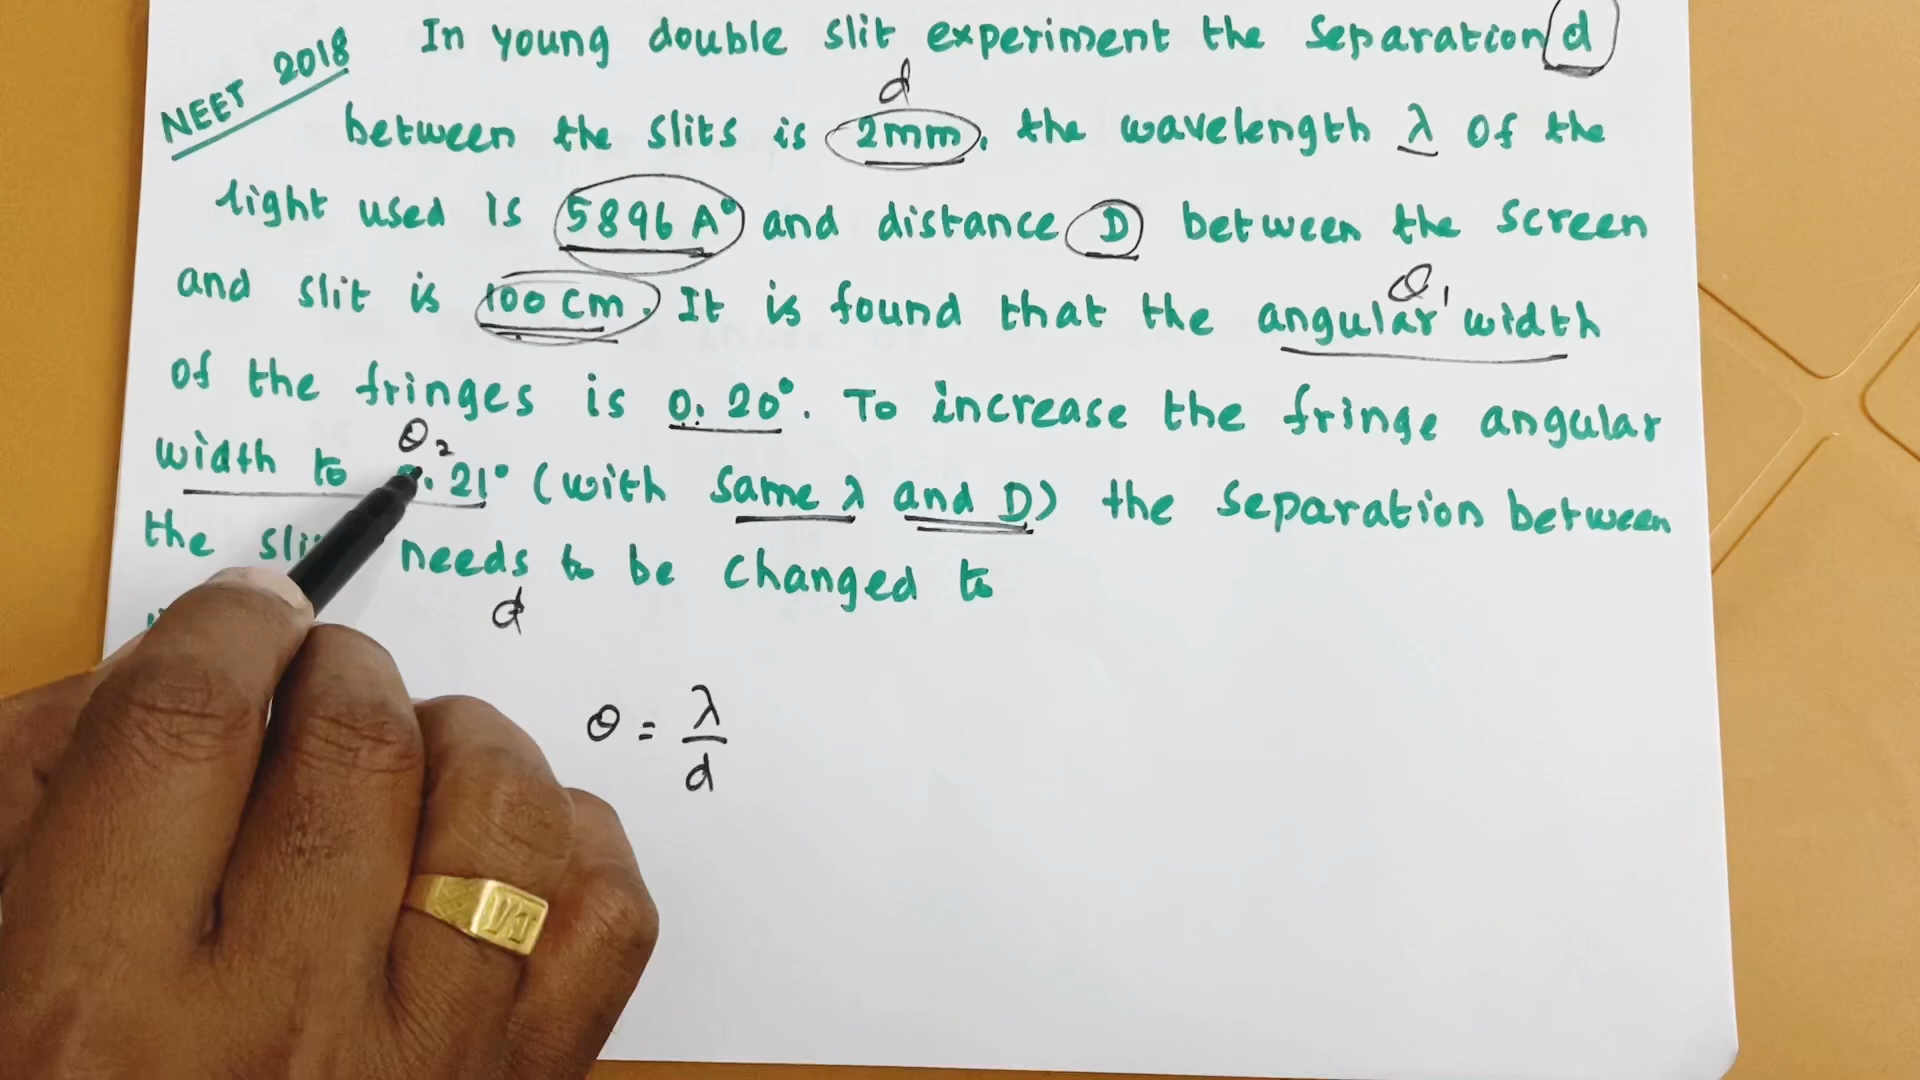 NEET 2018
In young double slit experiment the separation d
d
between the slits is 2mm. the wavelength λ of the
light used is 5896 A° and distance D between the screen
and slit is 100 Cm. It is found that the angular width
θ1
of the fringes is 0.20°. To increase the fringe angular
θ2
width to .21° (with same λ and D) the separation between
the needs to be changed to
d
θ = λ/d
VJ